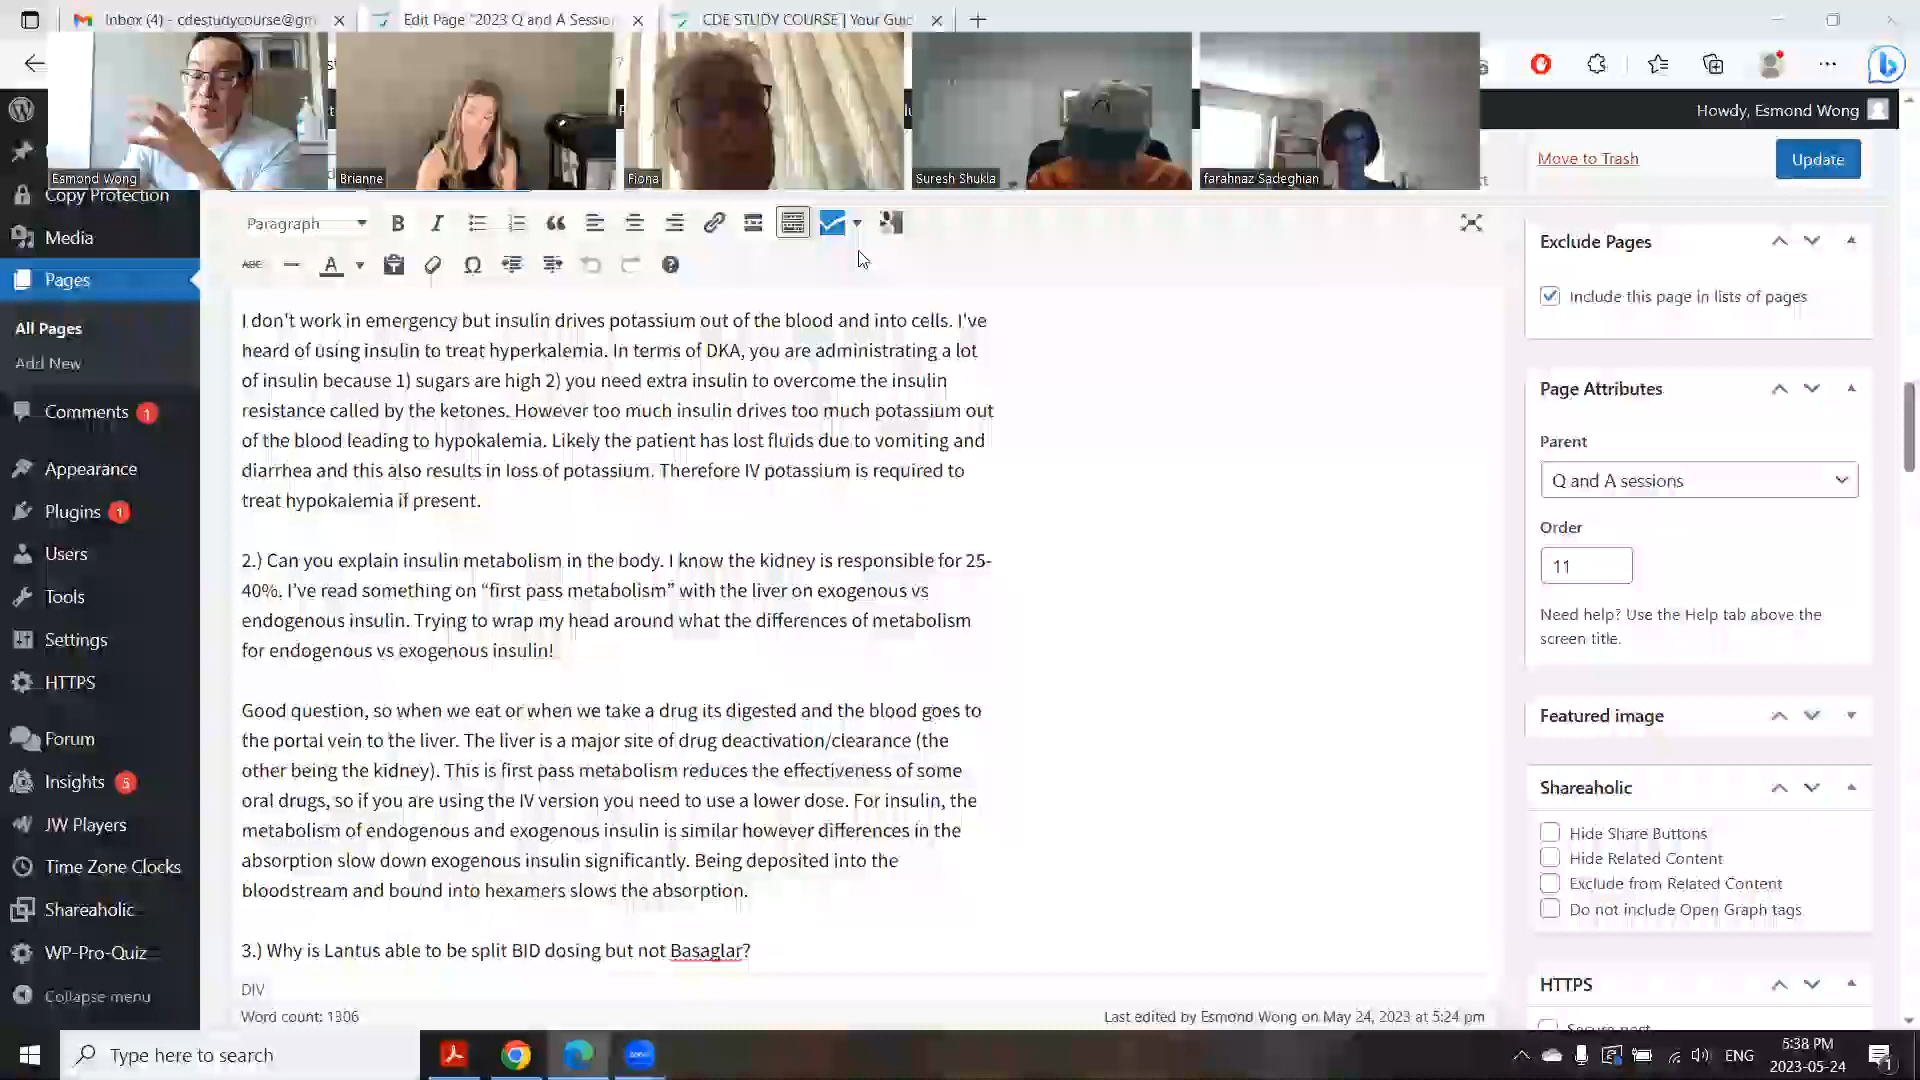 Inbox (4) - cdestudycourse@gm
Edit Page "2023 Q and A Sessio
CDE STUDY COURSE | Your Guid
Howdy, Esmond Wong
Esmond Wong
Brianne
Fiona
Suresh Shukla
farahnaz Sadeghian
Move to Trash
Update
Copy Protection
Media
Pages
All Pages
Add New
Comments 1
Appearance
Plugins 1
Users
Tools
Settings
HTTPS
Forum
Insights 5
JW Players
Time Zone Clocks
Shareaholic
WP-Pro-Quiz
Collapse menu
Paragraph
B I
ABC A
I don't work in emergency but insulin drives potassium out of the blood and into cells. I've
heard of using insulin to treat hyperkalemia. In terms of DKA, you are administrating a lot
of insulin because 1) sugars are high 2) you need extra insulin to overcome the insulin
resistance called by the ketones. However too much insulin drives too much potassium out
of the blood leading to hypokalemia. Likely the patient has lost fluids due to vomiting and
diarrhea and this also results in loss of potassium. Therefore IV potassium is required to
treat hypokalemia if present.
2.) Can you explain insulin metabolism in the body. I know the kidney is responsible for 25-
40%. I've read something on “first pass metabolism” with the liver on exogenous vs
endogenous insulin. Trying to wrap my head around what the differences of metabolism
for endogenous vs exogenous insulin!
Good question, so when we eat or when we take a drug its digested and the blood goes to
the portal vein to the liver. The liver is a major site of drug deactivation/clearance (the
other being the kidney). This is first pass metabolism reduces the effectiveness of some
oral drugs, so if you are using the IV version you need to use a lower dose. For insulin, the
metabolism of endogenous and exogenous insulin is similar however differences in the
absorption slow down exogenous insulin significantly. Being deposited into the
bloodstream and bound into hexamers slows the absorption.
3.) Why is Lantus able to be split BID dosing but not Basaglar?
DIV
Word count: 1306
Last edited by Esmond Wong on May 24, 2023 at 5:24 pm
Exclude Pages
Include this page in lists of pages
Page Attributes
Parent
Q and A sessions
Order
11
Need help? Use the Help tab above the
screen title.
Featured image
Shareaholic
Hide Share Buttons
Hide Related Content
Exclude from Related Content
Do not include Open Graph tags
HTTPS
Secure post
Type here to search
zoom
ENG
5:38 PM
2023-05-24
1